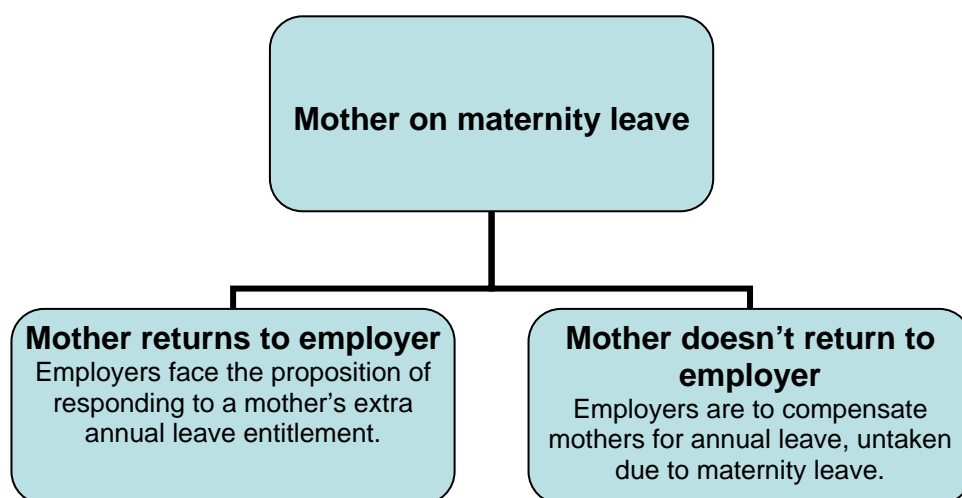 Mother on maternity leave
Mother returns to employer
Employers face the proposition of
responding to a mother's extra
annual leave entitlement.
Mother doesn't return to
employer
Employers are to compensate
mothers for annual leave, untaken
due to maternity leave.